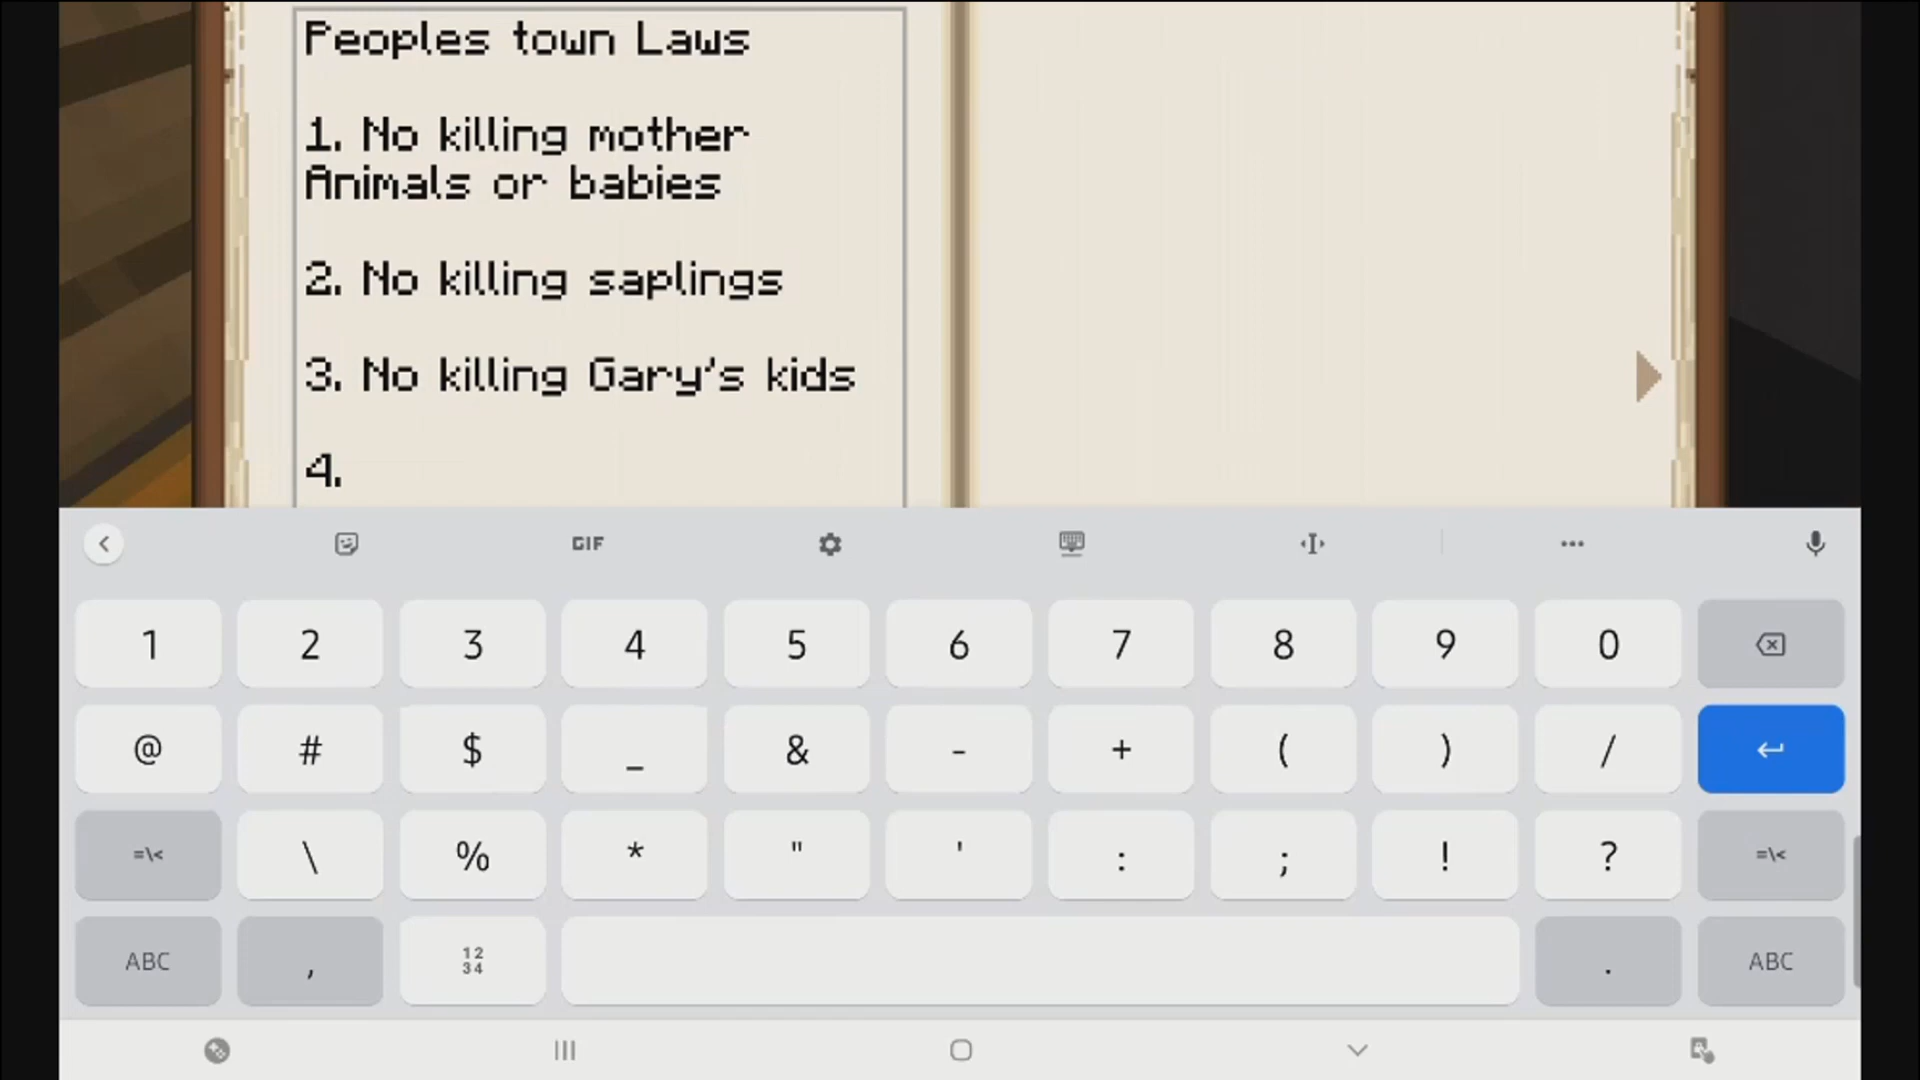 Peoples town Laws
1. No killing mother
Animals or babies
2. No killing saplings
3. No killing Gary's kids
4.
GIF
1 2 3 4 5 6 7 8 9 0
@ # $ _ & - + ( ) /
=\< \ % * " ' : ; ! ? =\<
ABC , 12 34 . ABC